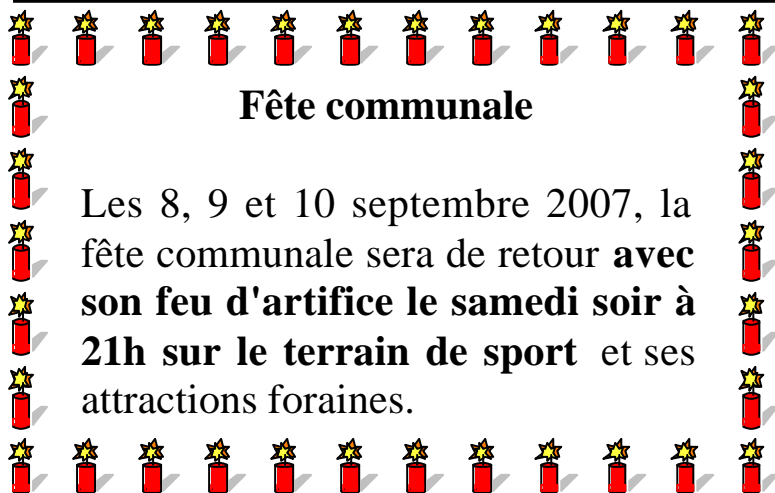 Fête communale
Les 8, 9 et 10 septembre 2007, la
fête communale sera de retour avec
son feu d'artifice le samedi soir à
21h sur le terrain de sport et ses
attractions foraines.